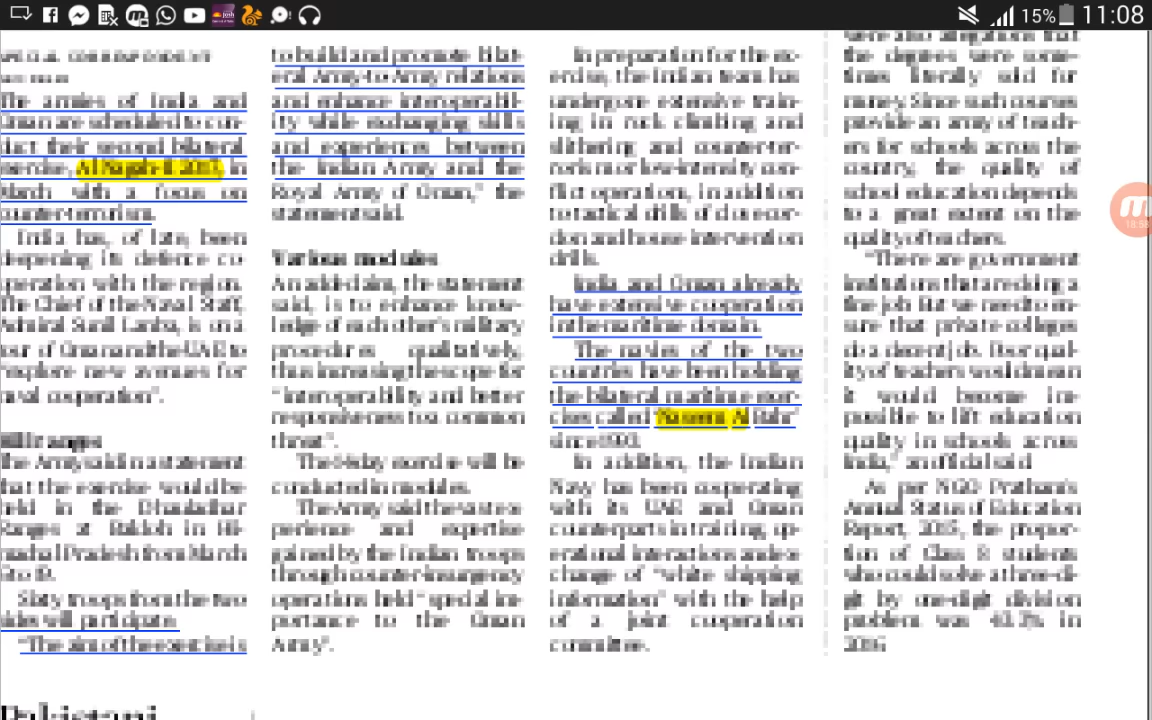 15% 11:08
The armies of India and
Oman are scheduled to con-
duct their second bilateral
exercise, Al Nagah-II 2017, in
March with a focus on
counterterrorism.
India has, of late, been
deepening its defence co-
operation with the region.
The Chief of the Naval Staff,
Admiral Sunil Lanba, is on a
tour of Oman and the UAE to
"explore new avenues for
naval cooperation".
Hill ranges
The Army said in a statement
that the exercise would be
held in the Dhauladhar
Ranges at Bakloh in Hi-
machal Pradesh from March
Sixty troops from the two
sides will participate.
"The aim of the exercise is
to build and promote bilat-
eral Army-to-Army relations
and enhance interoperabil-
ity while exchanging skills
and experiences between
the Indian Army and the
Royal Army of Oman," the
statement said.
Various modules
An added aim, the statement
said, is to enhance know-
ledge of each other's military
procedures qualitatively,
thus increasing the scope for
"interoperability and better
responsiveness to a common
threat".
The 14-day exercise will be
conducted in modules.
The Army said the vast ex-
perience and expertise
gained by the Indian troops
through counter-insurgency
operations held "special im-
portance to the Oman
Army".
In preparation for the ex-
ercise, the Indian team has
undergone extensive train-
ing in rock climbing and
slithering and counter-ter-
rorism or low-intensity con-
flict operations, in addition
to tactical drills of close cor-
don and house intervention
drills.
India and Oman already
have extensive cooperation
in the maritime domain.
The navies of the two
countries have been holding
the bilateral maritime exer-
cises called 'Naseem Al Bahr'
since 1993.
In addition, the Indian
Navy has been cooperating
with its UAE and Oman
counterparts in training, op-
erational interactions and ex-
change of "white shipping
information" with the help
of a joint cooperation
committee.
were also allegations that
the degrees were some-
times literally sold for
money. Since such courses
provide an army of teach-
ers for schools across the
country, the quality of
school education depends
to a great extent on the
quality of teachers.
"There are government
institutions that are doing a
fine job. But we need to en-
sure that private colleges
do a decent job. Poor qual-
ity of teachers would mean
it would become im-
possible to lift education
quality in schools across
India," an official said.
As per NGO Pratham's
Annual Status of Education
Report, 2016, the propor-
tion of Class 8 students
who could solve a three-di-
git by one-digit division
problem was 43.3% in
2016.
18:58
Pakistani